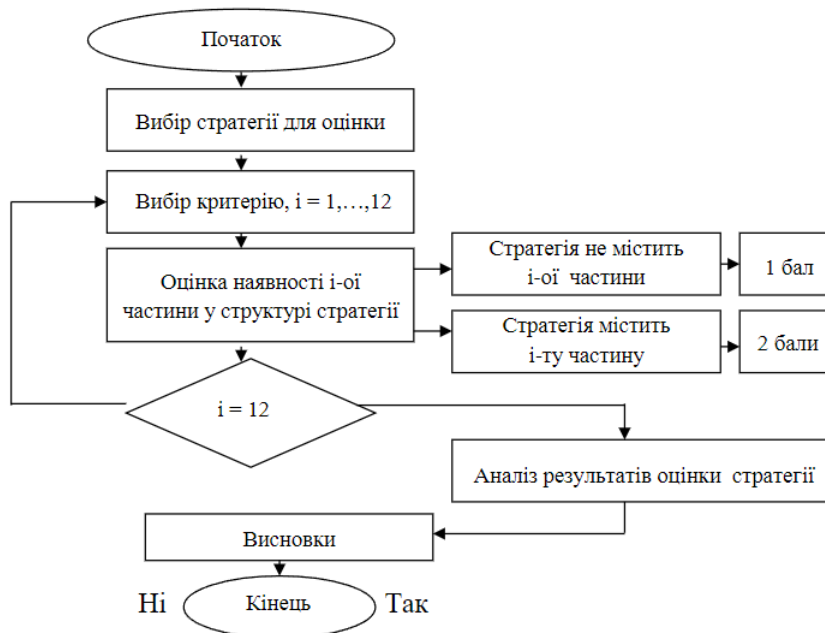 Початок
Вибір стратегії для оцінки
Вибір критерію, i = 1,…,12
Оцінка наявності i-ої
частини у структурі стратегії
Стратегія не містить
i-ої частини
1 бал
Стратегія містить
i-ту частину
2 бали
i = 12
Аналіз результатів оцінки стратегії
Висновки
Ні
Кінець
Так